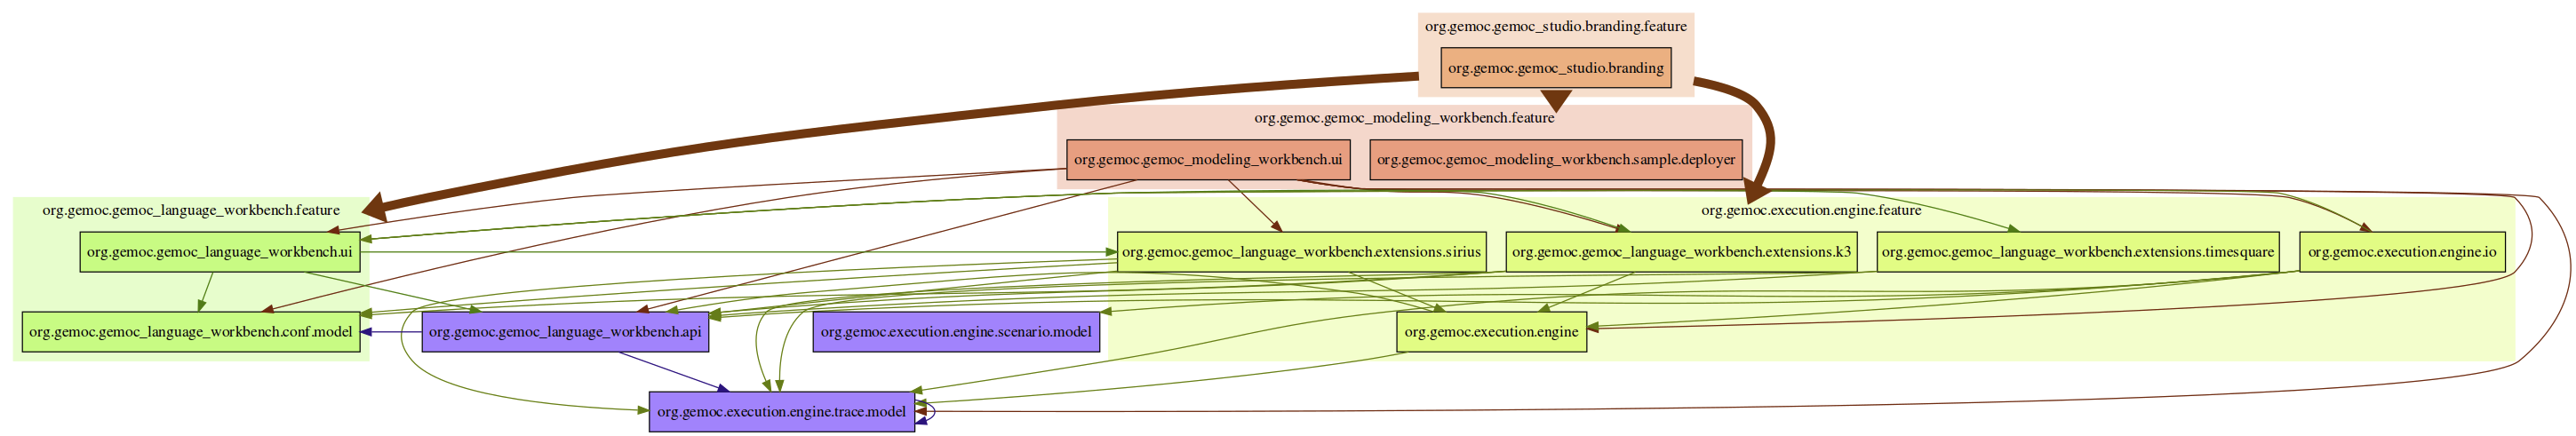 org.gemoc.gemoc_studio.branding.feature
org.gemoc.gemoc_studio.branding
org.gemoc.gemoc_modeling_workbench.feature
org.gemoc.gemoc_modeling_workbench.ui
org.gemoc.gemoc_modeling_workbench.sample.deployer
org.gemoc.gemoc_language_workbench.feature
org.gemoc.execution.engine.feature
org.gemoc.gemoc_language_workbench.ui
org.gemoc.gemoc_language_workbench.extensions.sirius
org.gemoc.gemoc_language_workbench.extensions.k3
org.gemoc.gemoc_language_workbench.extensions.timesquare
org.gemoc.execution.engine.io
org.gemoc.gemoc_language_workbench.conf.model
org.gemoc.gemoc_language_workbench.api
org.gemoc.execution.engine.scenario.model
org.gemoc.execution.engine
org.gemoc.execution.engine.trace.model